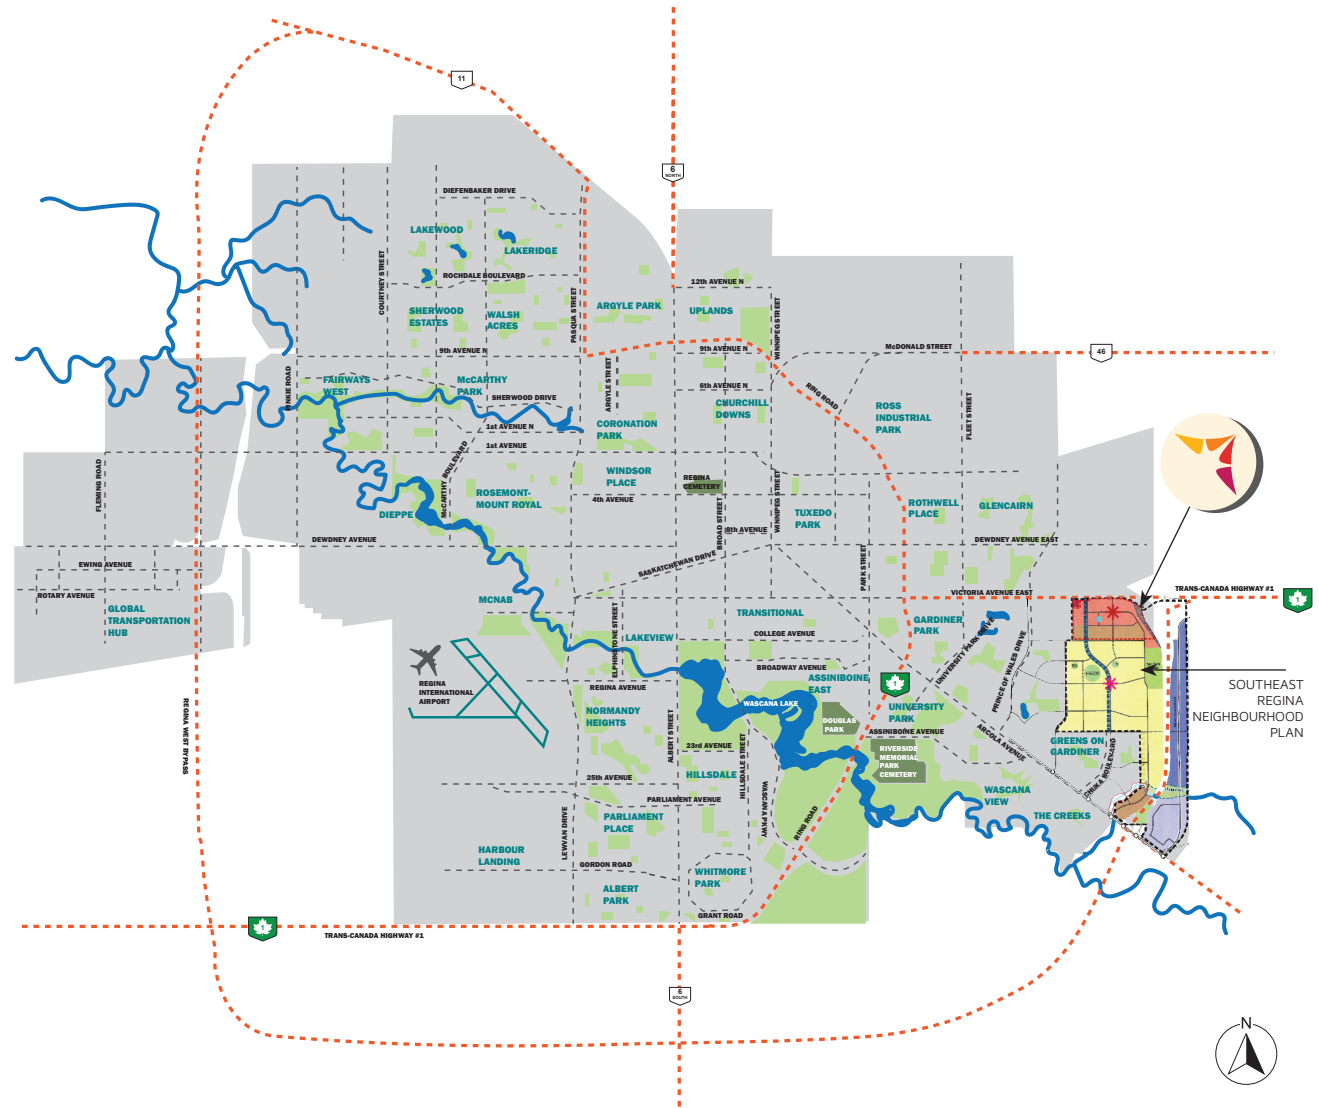 11
6
NORTH
DIEFENBAKER DRIVE
LAKEWOOD
LAKERIDGE
COURTNEY STREET
ROCHDALE BOULEVARD
12th AVENUE N
PASQUA STREET
ARGYLE PARK
UPLANDS
WINNIPEG STREET
SHERWOOD
ESTATES
WALSH
ACRES
9th AVENUE N
9th AVENUE N
McDONALD STREET
46
PINKIE ROAD
FAIRWAYS
WEST
McCARTHY
PARK
SHERWOOD DRIVE
ARGYLE STREET
6th AVENUE N
RING ROAD
CHURCHILL
DOWNS
ROSS
INDUSTRIAL
PARK
FLEET STREET
1st AVENUE N
1st AVENUE
CORONATION
PARK
McCARTHY BOULEVARD
FLEMING ROAD
WINDSOR
PLACE
REGINA
CEMETERY
ROSEMONT-
MOUNT ROYAL
4th AVENUE
BROAD STREET
WINNIPEG STREET
DIEPPE
TUXEDO
PARK
ROTHWELL
PLACE
GLENCAIRN
8th AVENUE
DEWDNEY AVENUE
DEWDNEY AVENUE EAST
SASKATCHEWAN DRIVE
PARK STREET
EWING AVENUE
ROTARY AVENUE
GLOBAL
TRANSPORTATION
HUB
MCNAB
VICTORIA AVENUE EAST
TRANS-CANADA HIGHWAY #1
1
ELPHINSTONE STREET
TRANSITIONAL
LAKEVIEW
COLLEGE AVENUE
GARDINER
PARK
UNIVERSITY PARK DRIVE
PRINCE OF WALES DRIVE
BROADWAY AVENUE
ASSINIBOINE
EAST
1
REGINA
INTERNATIONAL
AIRPORT
REGINA AVENUE
WASCANA LAKE
UNIVERSITY
PARK
SOUTHEAST
REGINA
NEIGHBOURHOOD
PLAN
NORMANDY
HEIGHTS
ALBERT STREET
DOUGLAS
PARK
ASSINIBOINE AVENUE
REGINA WEST BYPASS
23rd AVENUE
HILLSDALE STREET
RIVERSIDE
MEMORIAL
PARK
CEMETERY
ARCOLA AVENUE
GREENS ON
GARDINER
CHUKA BOULEVARD
HILLSDALE
25th AVENUE
WASCANA PKWY
WASCANA
VIEW
PARLIAMENT AVENUE
PARLIAMENT
PLACE
RING ROAD
THE CREEKS
LEWVAN DRIVE
HARBOUR
LANDING
GORDON ROAD
WHITMORE
PARK
ALBERT
PARK
GRANT ROAD
1
TRANS-CANADA HIGHWAY #1
6
SOUTH
N